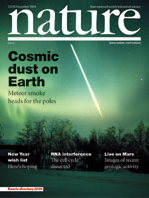 nature
Cosmic
dust on
Earth
Meteor smoke
heads for the poles
New Year
wish list
Here's hoping
RNA interference
The cell cycle
dissected
Live on Mars
Images of recent
geologic activity